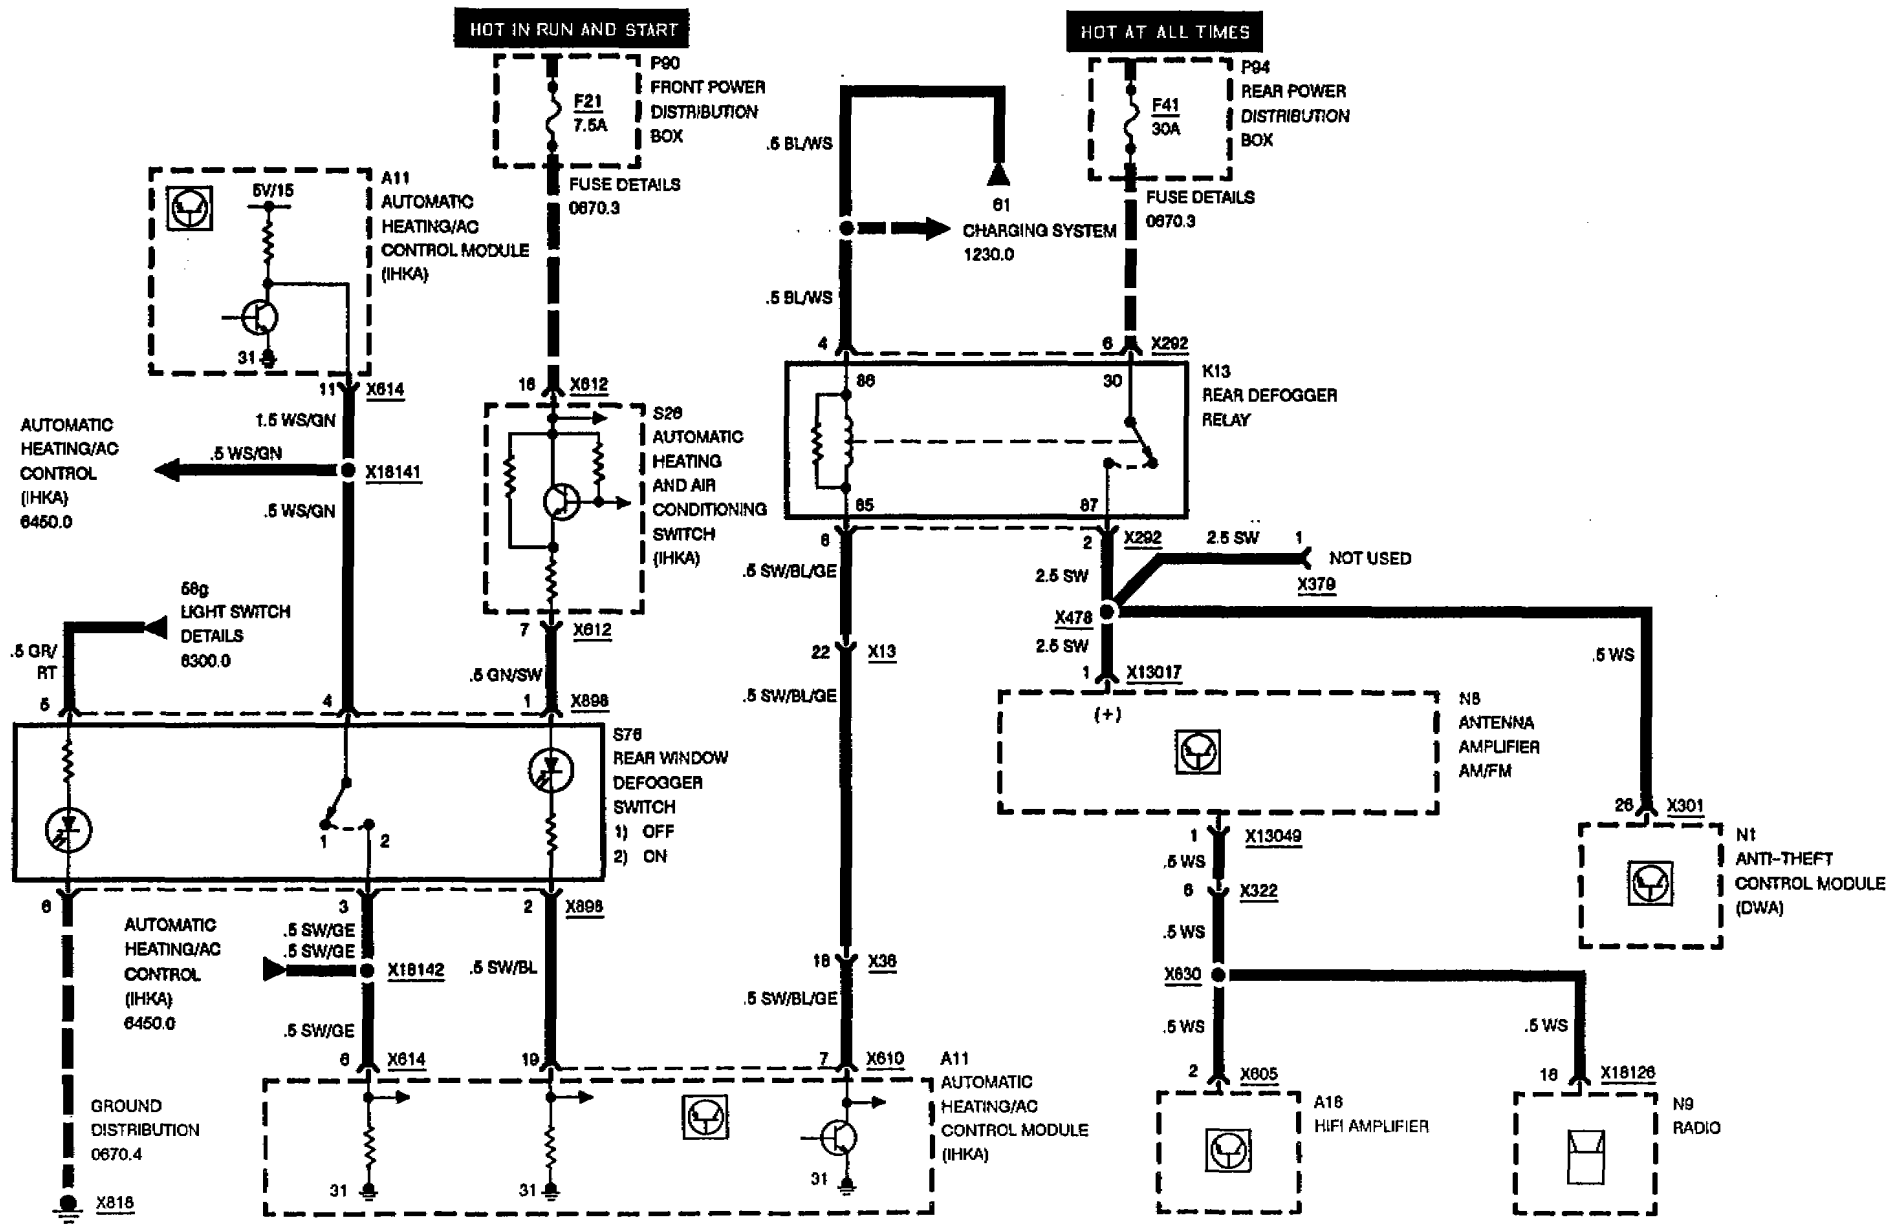 HOT IN RUN AND START
HOT AT ALL TIMES
P90
FRONT POWER
DISTRIBUTION
BOX
F21
7.5A
FUSE DETAILS
0670.3
P94
REAR POWER
DISTRIBUTION
BOX
F41
30A
FUSE DETAILS
0670.3
.5 BL/WS
61
CHARGING SYSTEM
1230.0
.5 BL/WS
A11
AUTOMATIC
HEATING/AC
CONTROL MODULE
(IHKA)
5V/15
31
11
X614
1.5 WS/GN
AUTOMATIC
HEATING/AC
CONTROL
(IHKA)
6450.0
.5 WS/GN
X18141
.5 WS/GN
16
X612
S28
AUTOMATIC
HEATING
AND AIR
CONDITIONING
SWITCH
(IHKA)
7
X612
.5 GN/SW
4
6
X292
86
30
K13
REAR DEFOGGER
RELAY
85
87
8
2
X292
2.5 SW
1
NOT USED
X379
.5 SW/BL/GE
2.5 SW
X478
2.5 SW
.5 WS
58g
LIGHT SWITCH
DETAILS
6300.0
.5 GR/
RT
22
X13
.5 SW/BL/GE
1
X13017
5
4
1
X898
S76
REAR WINDOW
DEFOGGER
SWITCH
1) OFF
2) ON
1
2
(+)
N8
ANTENNA
AMPLIFIER
AM/FM
26
X301
N1
ANTI-THEFT
CONTROL MODULE
(DWA)
1
X13049
.5 WS
6
X322
.5 WS
6
3
2
X898
AUTOMATIC
HEATING/AC
CONTROL
(IHKA)
6450.0
.5 SW/GE
.5 SW/GE
X18142
.5 SW/BL
.5 SW/GE
18
X36
.5 SW/BL/GE
X630
.5 WS
.5 WS
6
X614
19
7
X610
A11
AUTOMATIC
HEATING/AC
CONTROL MODULE
(IHKA)
31
31
31
2
X605
A18
HIFI AMPLIFIER
16
X18126
N9
RADIO
GROUND
DISTRIBUTION
0670.4
X818